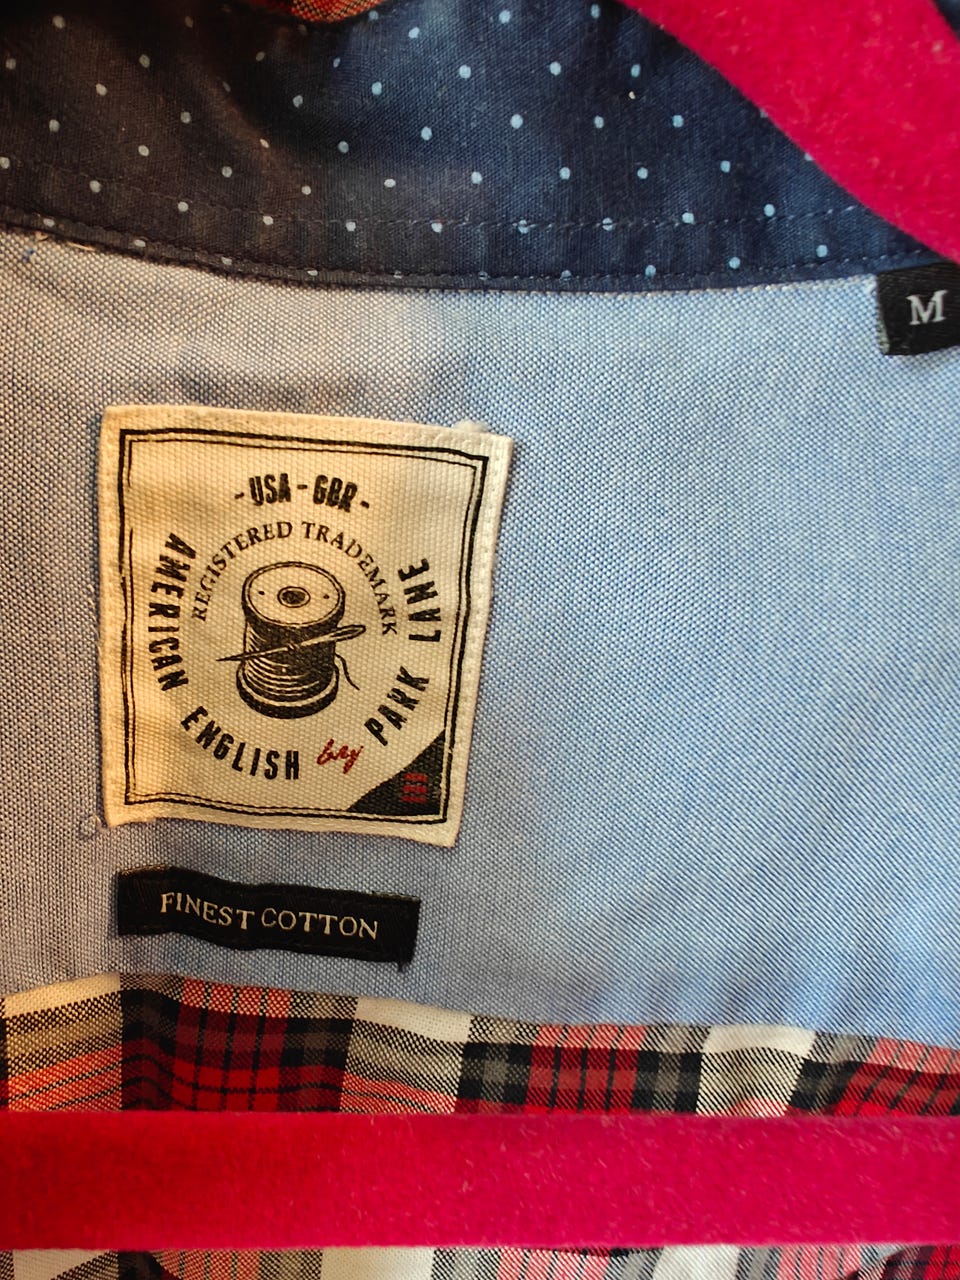 M
-USA-GBR-
REGISTERED TRADEMARK
AMERICAN ENGLISH by PARK LANE
FINEST COTTON